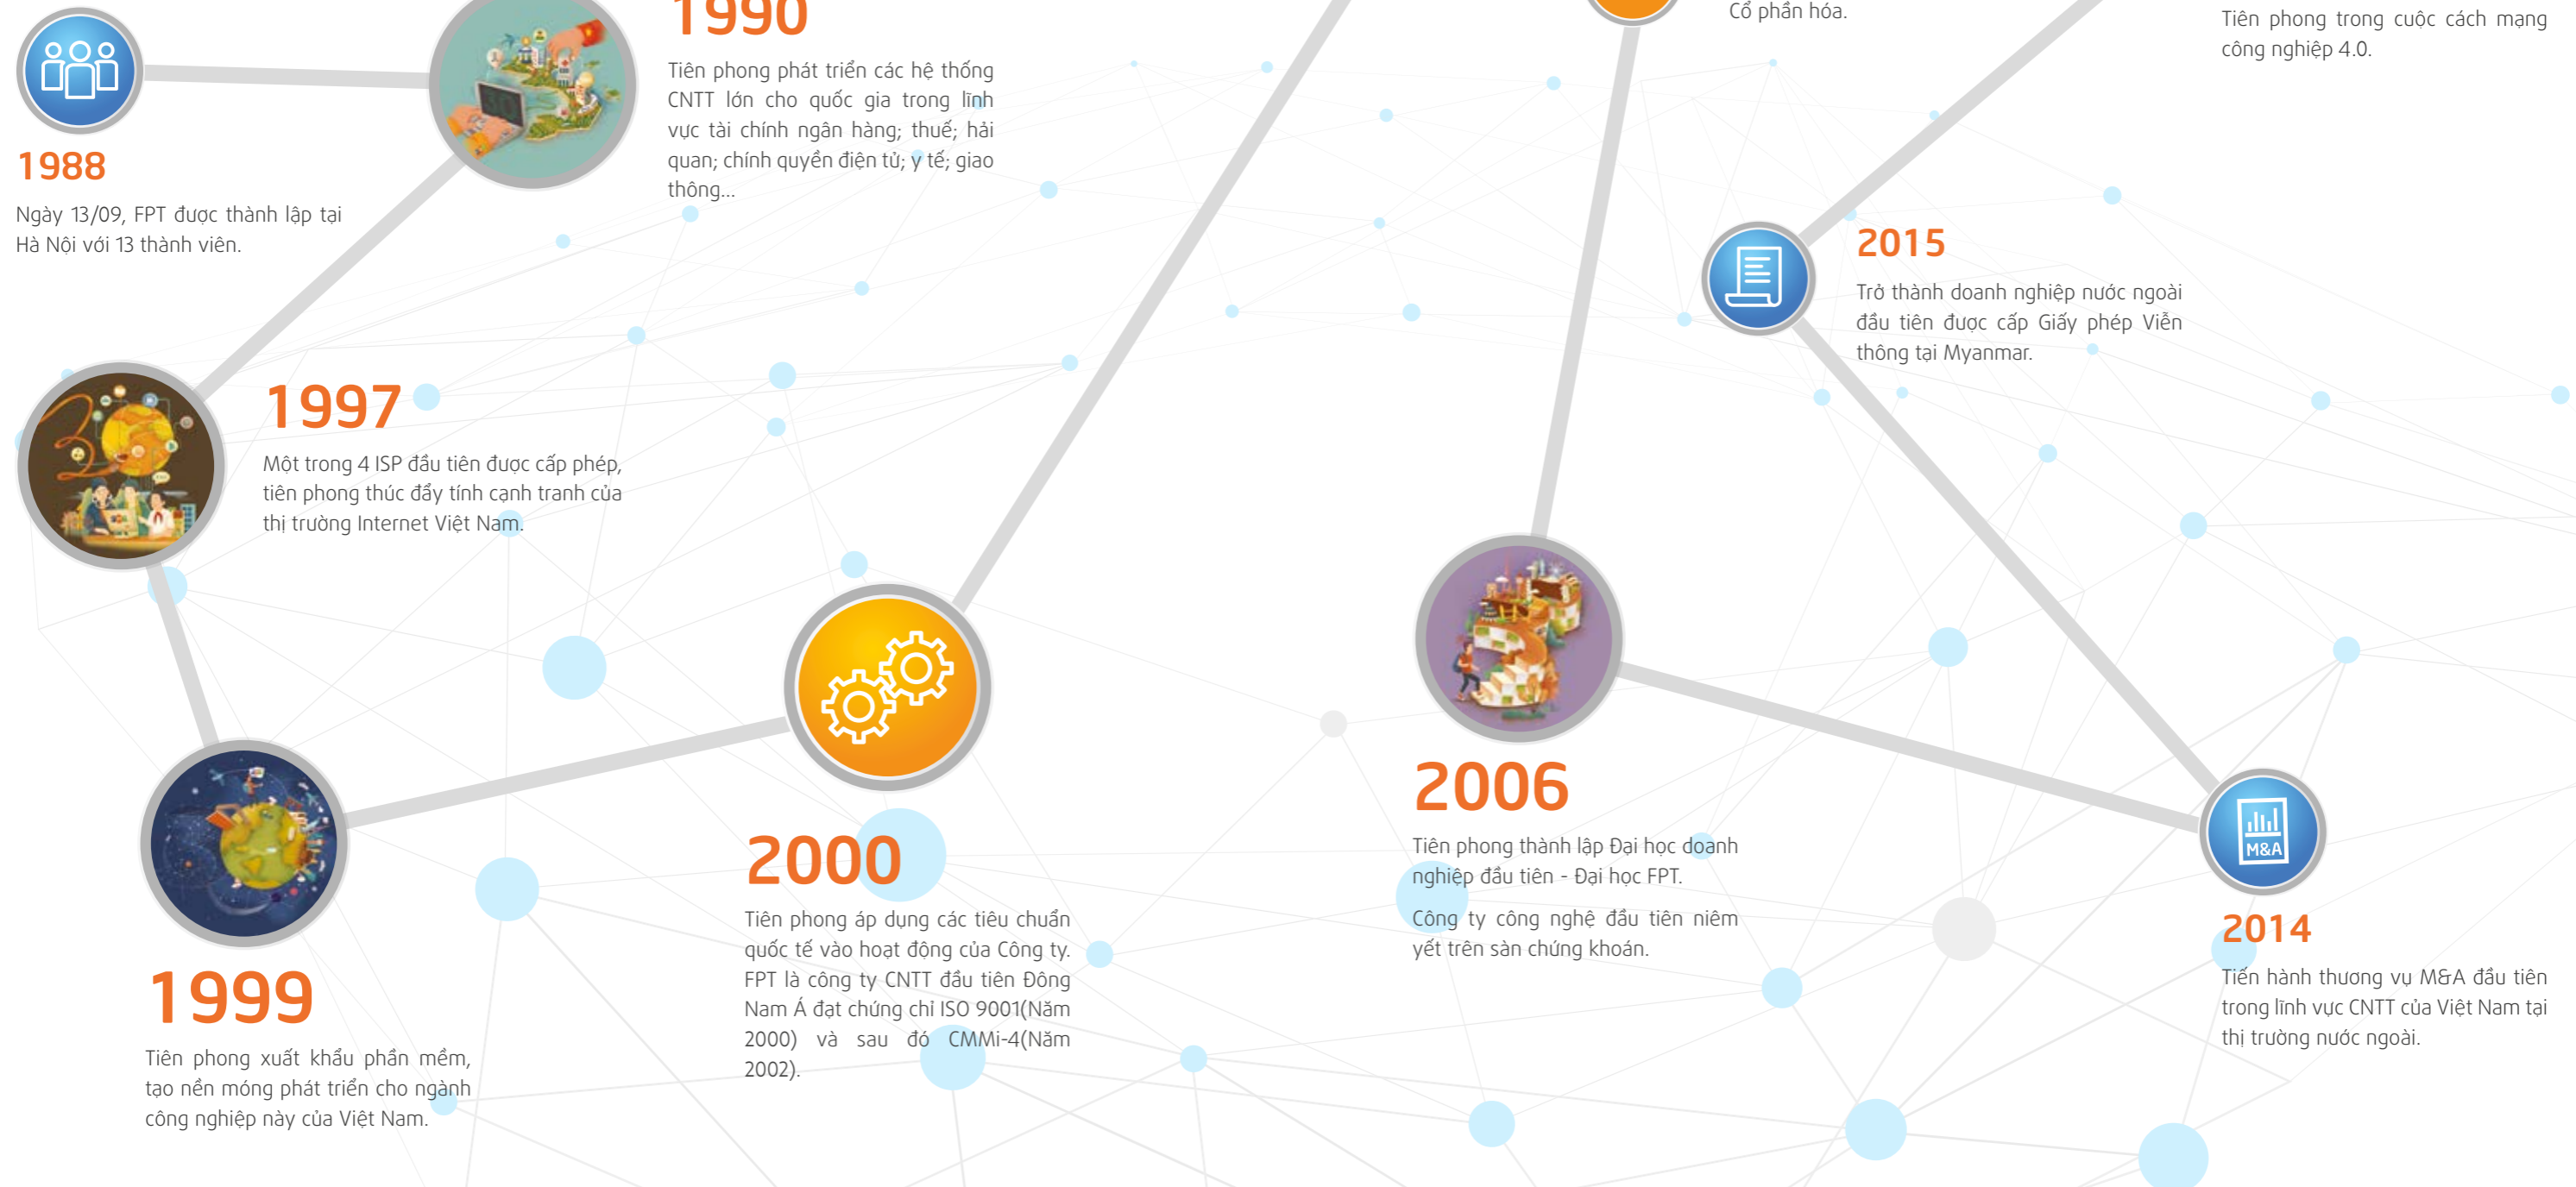 1988
Ngày 13/09, FPT được thành lập tại
Hà Nội với 13 thành viên.
1990
Tiên phong phát triển các hệ thống
CNTT lớn cho quốc gia trong lĩnh
vực tài chính ngân hàng; thuế; hải
quan; chính quyền điện tử; y tế; giao
thông...
1997
Một trong 4 ISP đầu tiên được cấp phép,
tiên phong thúc đẩy tính cạnh tranh của
thị trường Internet Việt Nam.
1999
Tiên phong xuất khẩu phần mềm,
tạo nền móng phát triển cho ngành
công nghiệp này của Việt Nam.
2000
Tiên phong áp dụng các tiêu chuẩn
quốc tế vào hoạt động của Công ty.
FPT là công ty CNTT đầu tiên Đông
Nam Á đạt chứng chỉ ISO 9001(Năm
2000) và sau đó CMMi-4(Năm
2002).
Cổ phần hóa.
2006
Tiên phong thành lập Đại học doanh
nghiệp đầu tiên - Đại học FPT.
Công ty công nghệ đầu tiên niêm
yết trên sàn chứng khoán.
M&A
2014
Tiến hành thương vụ M&A đầu tiên
trong lĩnh vực CNTT của Việt Nam tại
thị trường nước ngoài.
2015
Trở thành doanh nghiệp nước ngoài
đầu tiên được cấp Giấy phép Viễn
thông tại Myanmar.
Tiên phong trong cuộc cách mạng
công nghiệp 4.0.